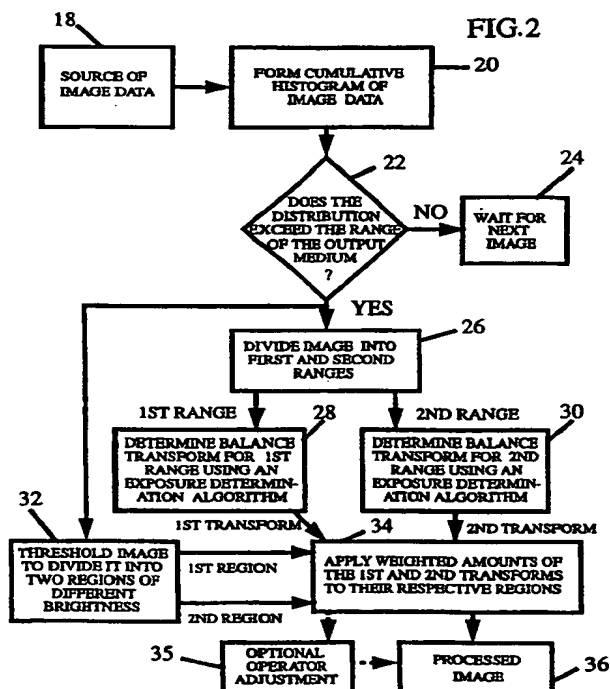 FIG.2
18
SOURCE OF
IMAGE DATA
20
FORM CUMULATIVE
HISTOGRAM OF
IMAGE DATA
22
DOES THE
DISTRIBUTION
EXCEED THE RANGE
OF THE OUTPUT
MEDIUM
?
NO
24
WAIT FOR
NEXT
IMAGE
YES
26
DIVIDE IMAGE INTO
FIRST AND SECOND
RANGES
1ST RANGE
28
2ND RANGE
30
DETERMINE BALANCE
TRANSFORM FOR 1ST
RANGE USING AN
EXPOSURE DETERMIN-
ATION ALGORITHM
DETERMINE BALANCE
TRANSFORM FOR 2ND
RANGE USING AN
EXPOSURE DETERMIN-
ATION ALGORITHM
32
1ST TRANSFORM
34
2ND TRANSFORM
THRESHOLD IMAGE
TO DIVIDE IT INTO
TWO REGIONS OF
DIFFERENT
BRIGHTNESS
1ST REGION
2ND REGION
APPLY WEIGHTED AMOUNTS OF
THE 1ST AND 2ND TRANSFORMS
TO THEIR RESPECTIVE REGIONS
35
OPTIONAL
OPERATOR
ADJUSTMENT
PROCESSED
IMAGE
36